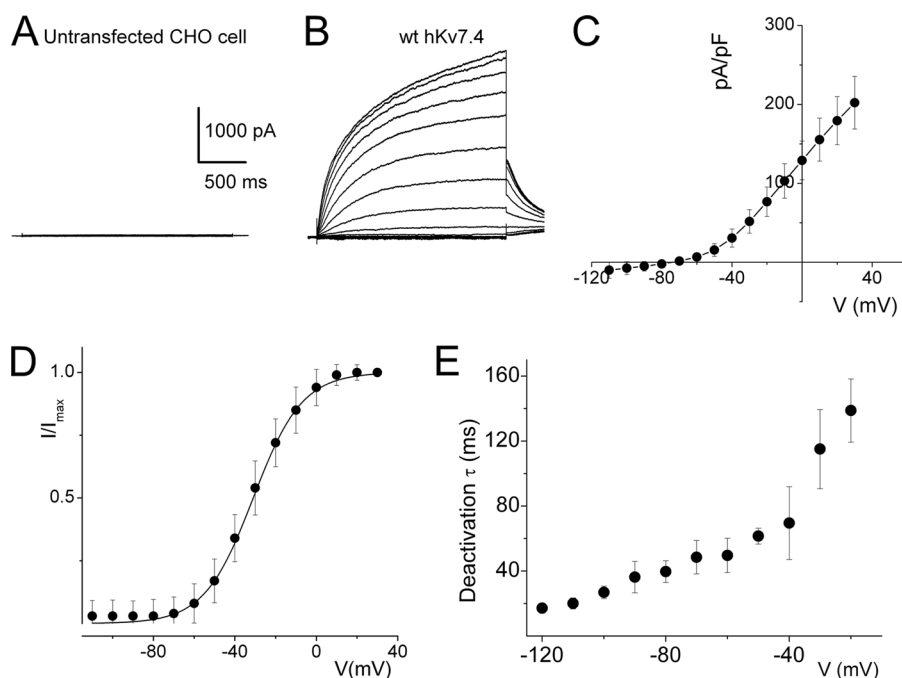 A Untransfected CHO cell
1000 pA
500 ms
B wt hKv7.4
C
pA/pF
300
200
100
-120 -80 -40 0 40
V (mV)
D
I/Imax
1.0
0.5
-80 -40 0 40
V(mV)
E
Deactivation τ (ms)
160
120
80
40
-120 -80 -40
V (mV)